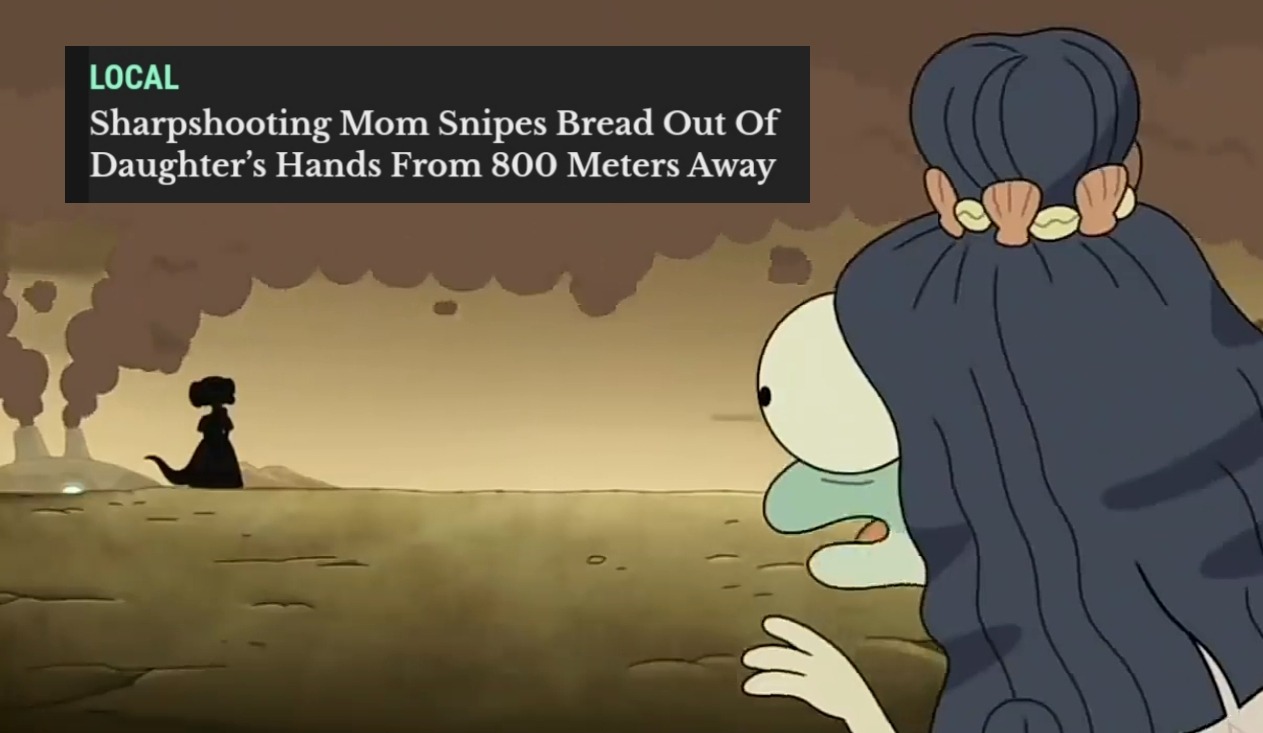 LOCAL
Sharpshooting Mom Snipes Bread Out Of
Daughter’s Hands From 800 Meters Away